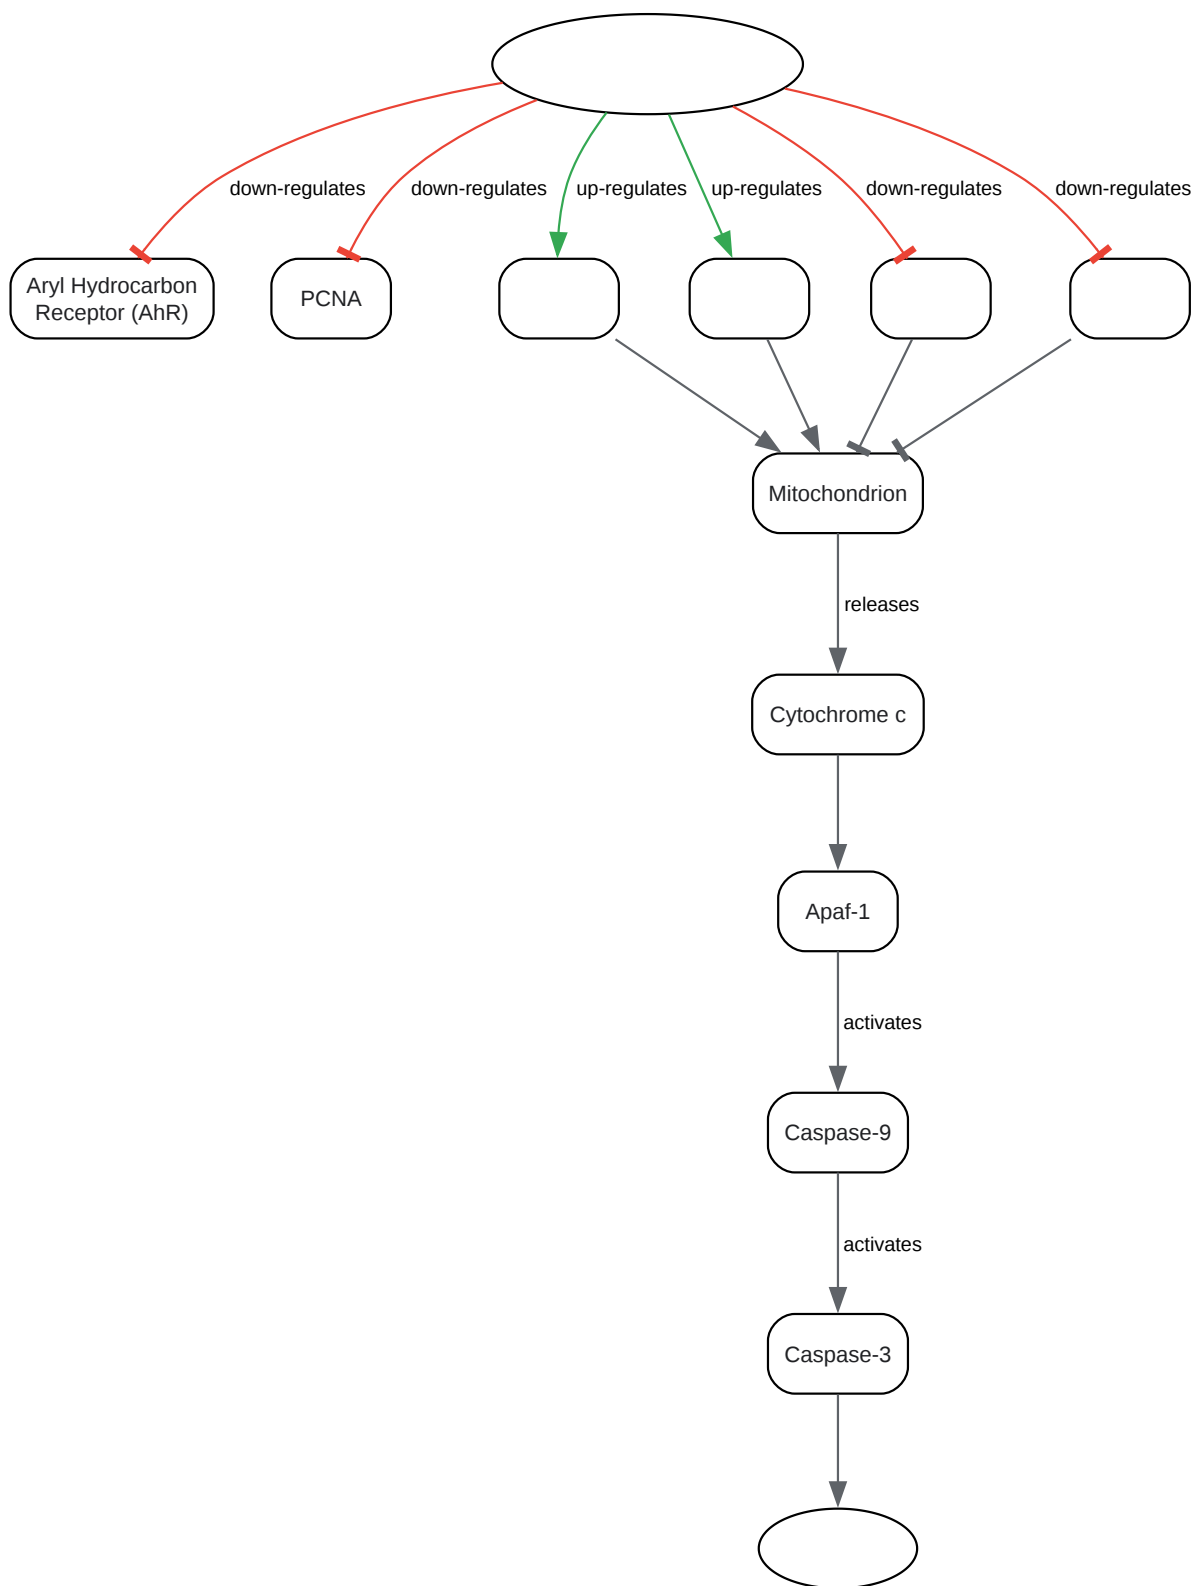 down-regulates
down-regulates
up-regulates
up-regulates
down-regulates
down-regulates
Aryl Hydrocarbon
Receptor (AhR)
PCNA
Mitochondrion
releases
Cytochrome c
Apaf-1
activates
Caspase-9
activates
Caspase-3